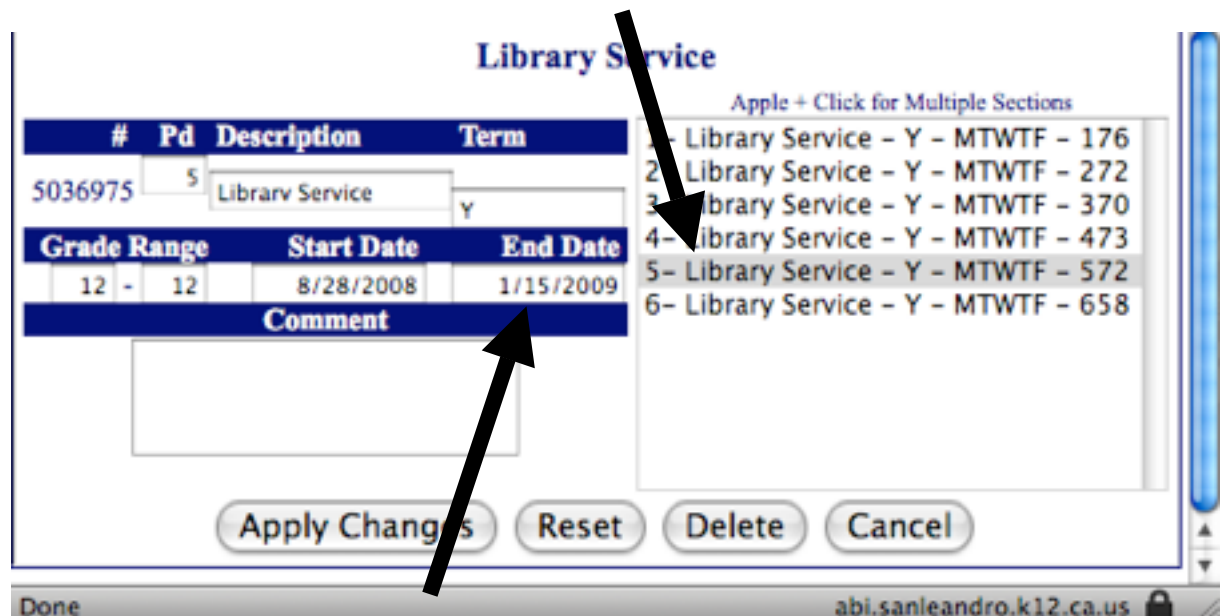 Library Service
Apple + Click for Multiple Sections
# Pd Description Term
5036975 5 Library Service Y
Grade Range Start Date End Date
12 - 12 8/28/2008 1/15/2009
Comment
1- Library Service - Y - MTWTF - 176
2- Library Service - Y - MTWTF - 272
3- Library Service - Y - MTWTF - 370
4- Library Service - Y - MTWTF - 473
5- Library Service - Y - MTWTF - 572
6- Library Service - Y - MTWTF - 658
Apply Changes Reset Delete Cancel
Done abi.sanleandro.k12.ca.us